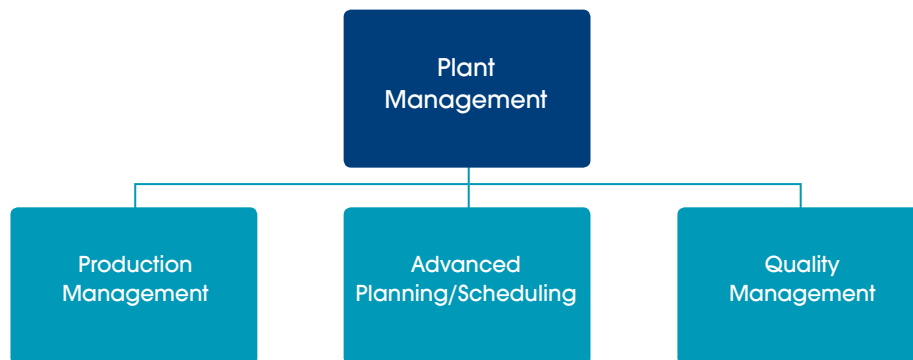 Plant
Management
Production
Management
Advanced
Planning/Scheduling
Quality
Management